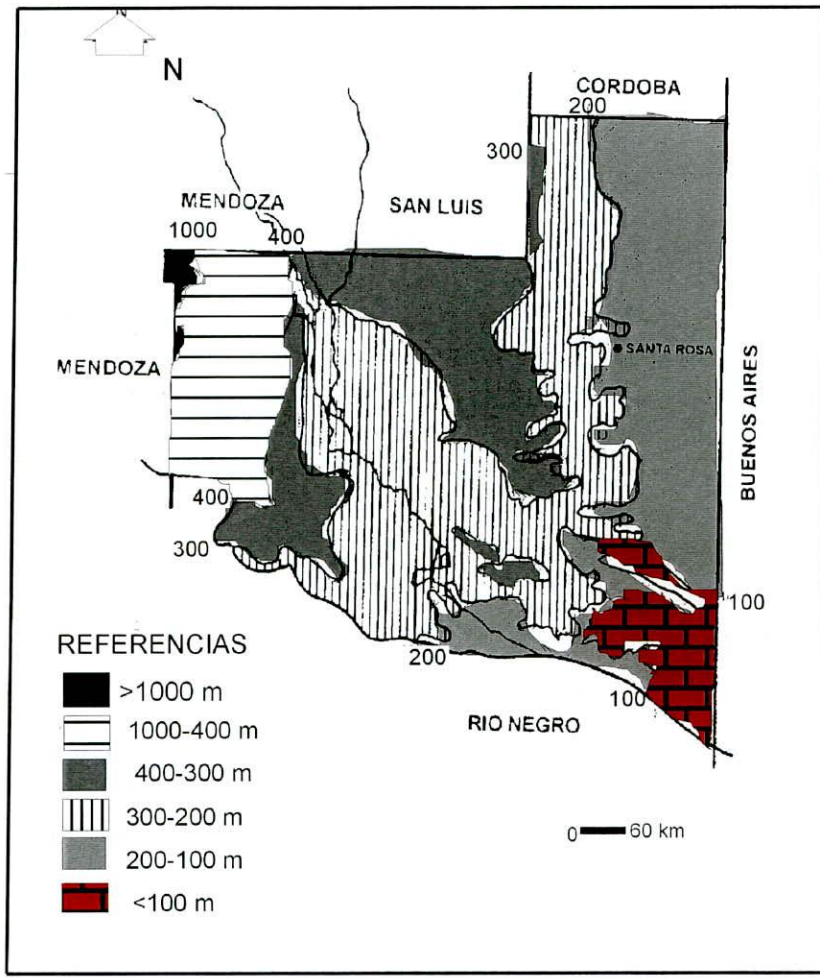 N
N
CORDOBA
200
300
MENDOZA
SAN LUIS
1000
400
SANTA ROSA
MENDOZA
BUENOS AIRES
400
300
100
REFERENCIAS
200
100
>1000 m
RIO NEGRO
1000-400 m
400-300 m
300-200 m
0 60 km
200-100 m
<100 m